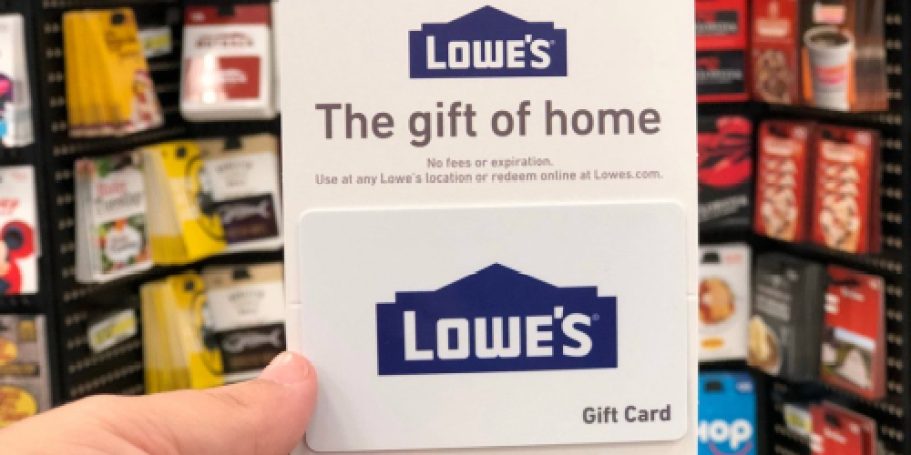 LOWE'S
The gift of home
No fees or expiration.
Use at any Lowe's location or redeem online at Lowes.com.
LOWE'S
Gift Card